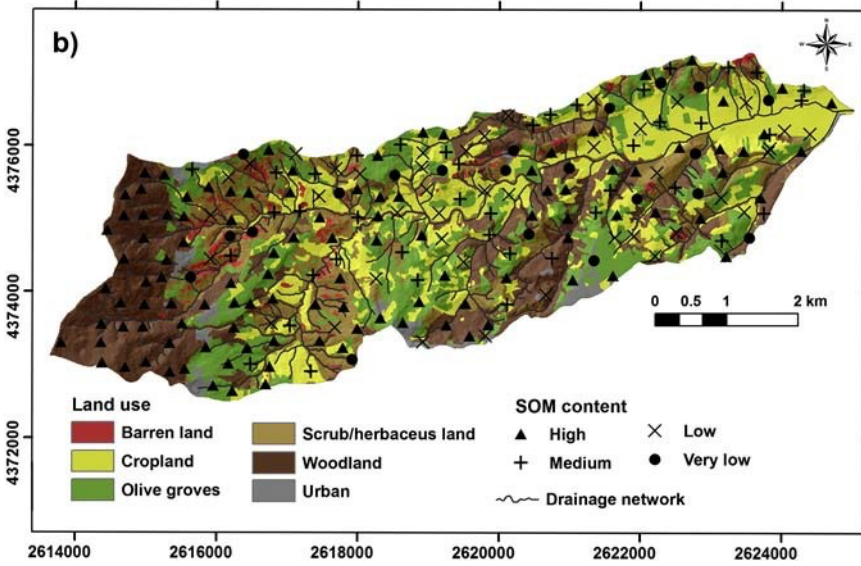 b)
N
W
E
S
4376000
4374000
4372000
0 0.5 1 2 km
Land use
Barren land
Cropland
Olive groves
Scrub/herbaceus land
Woodland
Urban
SOM content
High
Medium
Low
Very low
Drainage network
2614000 2616000 2618000 2620000 2622000 2624000